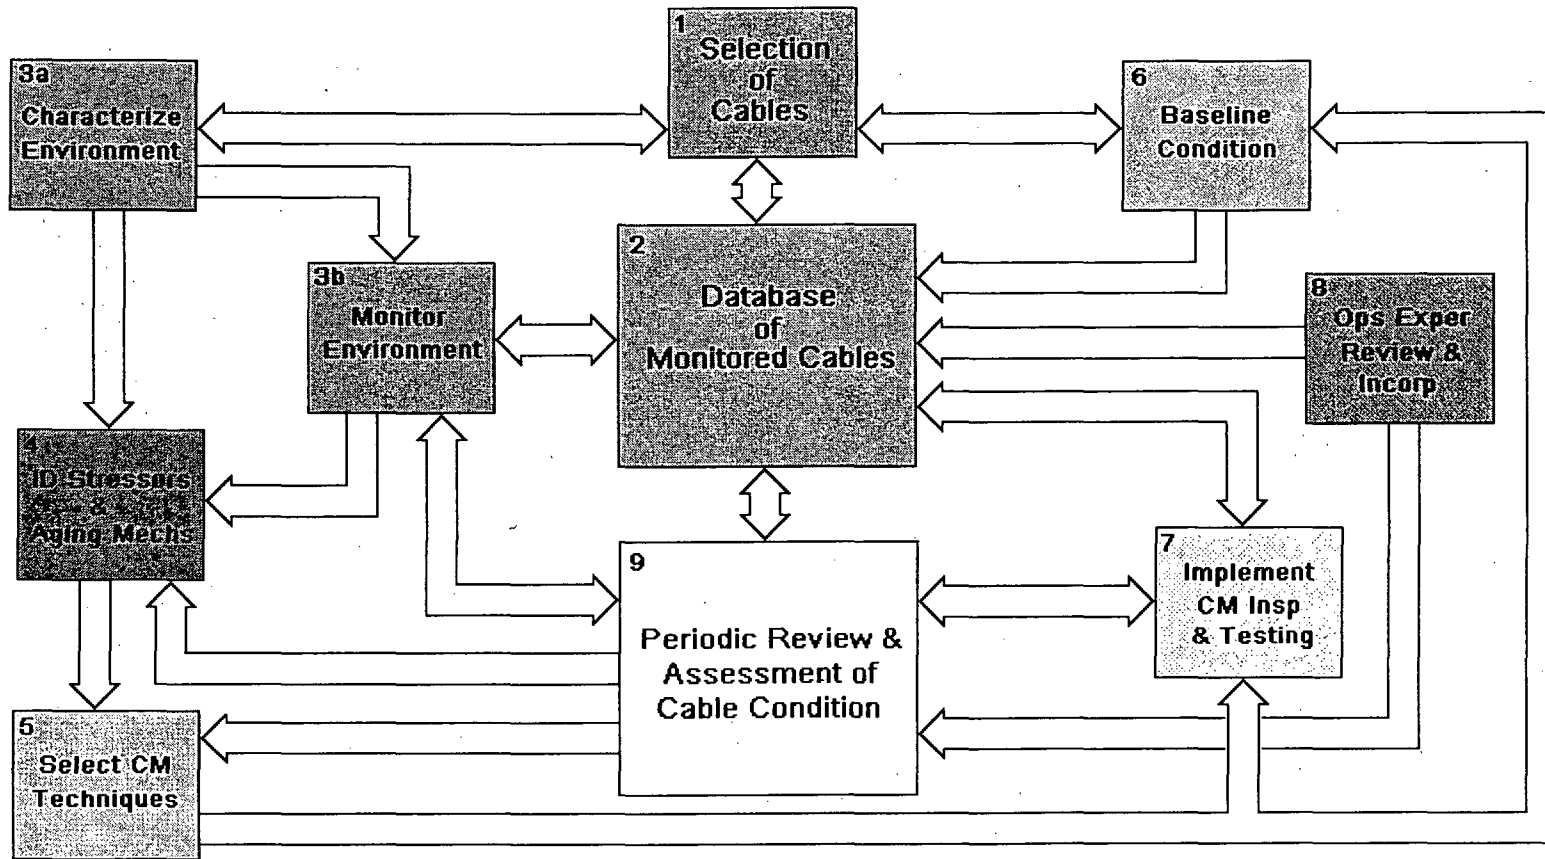 1
Selection
of
Cables
3a
Characterize
Environment
6
Baseline
Condition
2
Database
of
Monitored Cables
3b
Monitor
Environment
8
Ops Exper
Review &
Incorp
4
ID Stressors
&
Aging Mechs
9
Periodic Review &
Assessment of
Cable Condition
7
Implement
CM Insp
& Testing
5
Select CM
Techniques